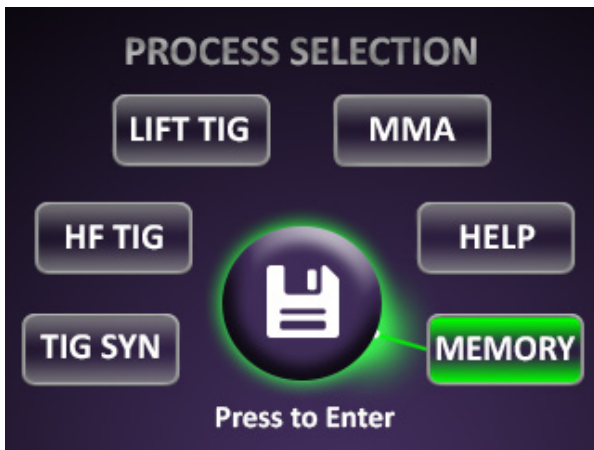 PROCESS SELECTION
LIFT TIG
MMA
HF TIG
HELP
TIG SYN
MEMORY
Press to Enter